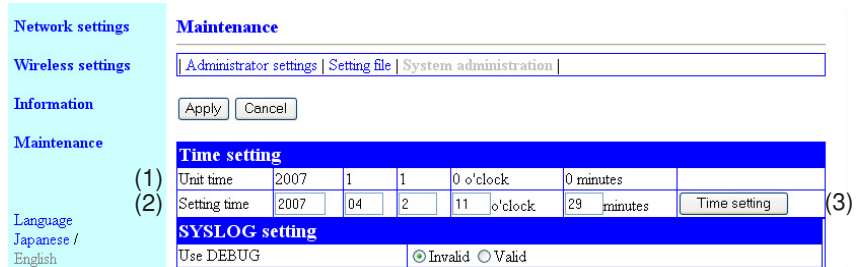 Network settings
Wireless settings
Information
Maintenance
Language
Japanese /
English
Maintenance
| Administrator settings | Setting file | System administration |
Apply Cancel
Time setting
(1) Unit time 2007 1 1 0 o'clock 0 minutes
(2) Setting time 2007 04 2 11 o'clock 29 minutes Time setting (3)
SYSLOG setting
Use DEBUG Invalid Valid